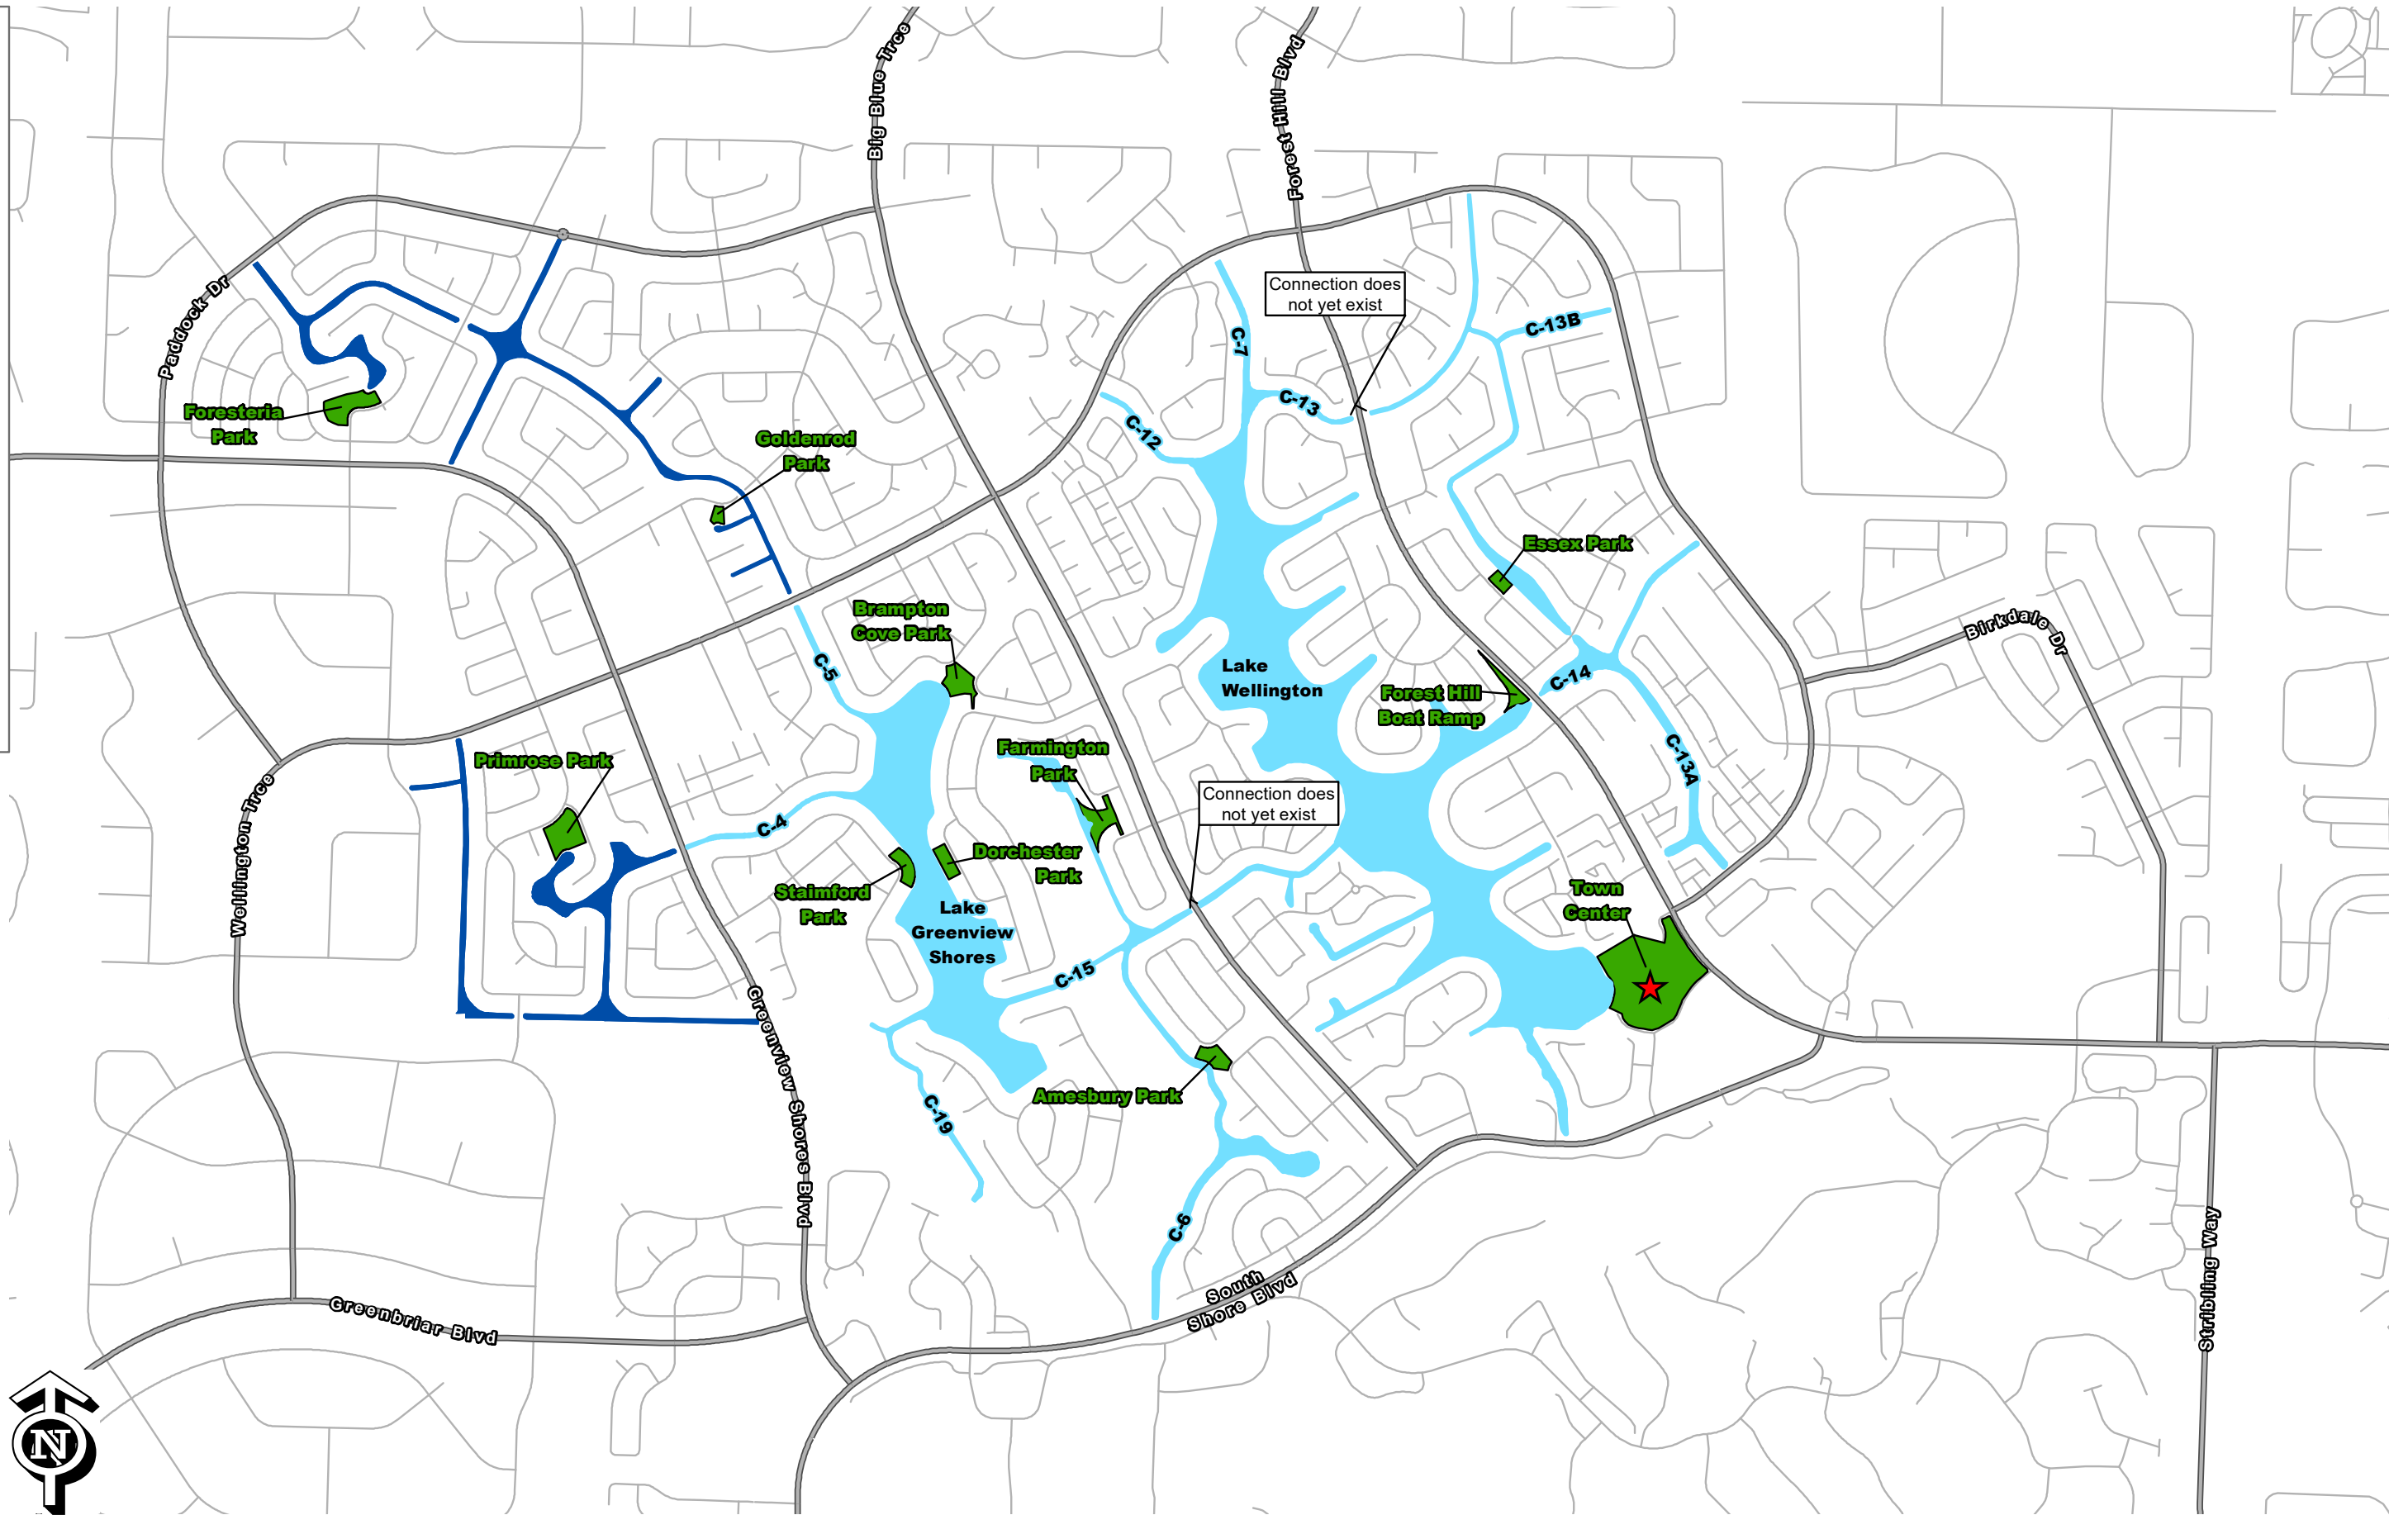 Big Blue Trce
Forest Hill Blvd
Connection does
not yet exist
Paddock Dr
C-7
C-13B
C-13
C-12
Foresteria
Park
Goldenrod
Park
Essex Park
Brampton
Cove Park
Birkdale Dr
C-5
Lake
Wellington
C-14
Forest Hill
Boat Ramp
Primrose Park
Farmington
Park
C-13A
Connection does
not yet exist
C-4
Wellington Trce
Dorchester
Park
Staimford
Park
Town
Center
Lake
Greenview
Shores
C-15
Greenview Shores Blvd
Amesbury Park
C-19
C-6
South
Shore Blvd
Stribling Way
Greenbriar Blvd
N